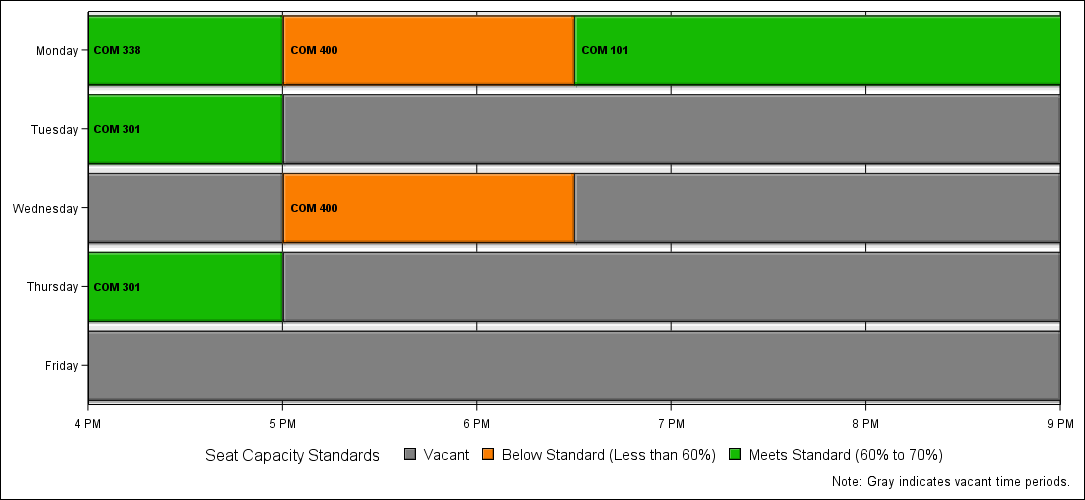 Monday
COM 338
COM 400
COM 101
Tuesday
COM 301
Wednesday
COM 400
Thursday
COM 301
Friday
4 PM 5 PM 6 PM 7 PM 8 PM 9 PM
Seat Capacity Standards Vacant Below Standard (Less than 60%) Meets Standard (60% to 70%)
Note: Gray indicates vacant time periods.